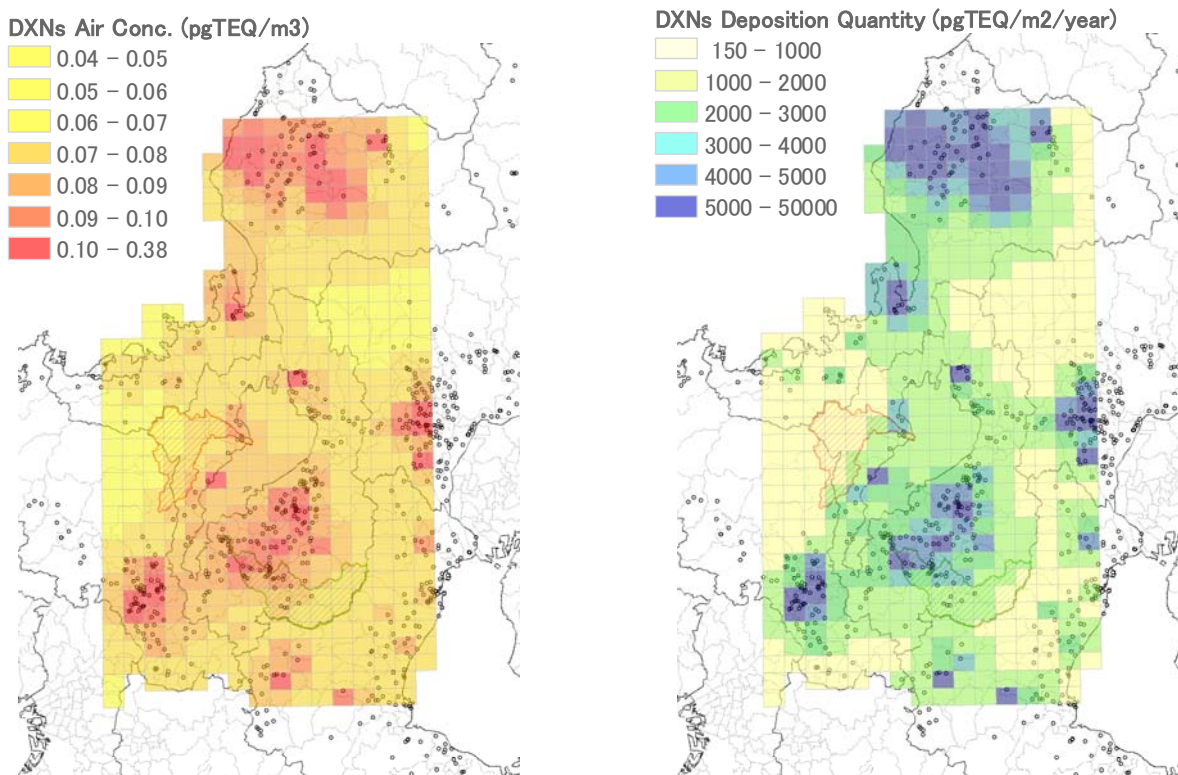 DXNs Air Conc. (pgTEQ/m3)
0.04 - 0.05
0.05 - 0.06
0.06 - 0.07
0.07 - 0.08
0.08 - 0.09
0.09 - 0.10
0.10 - 0.38
DXNs Deposition Quantity (pgTEQ/m2/year)
150 - 1000
1000 - 2000
2000 - 3000
3000 - 4000
4000 - 5000
5000 - 50000